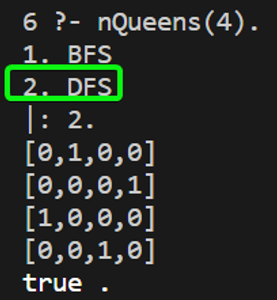 6 ?- nQueens(4).
1. BFS
2. DFS
|: 2.
[0,1,0,0]
[0,0,0,1]
[1,0,0,0]
[0,0,1,0]
true .